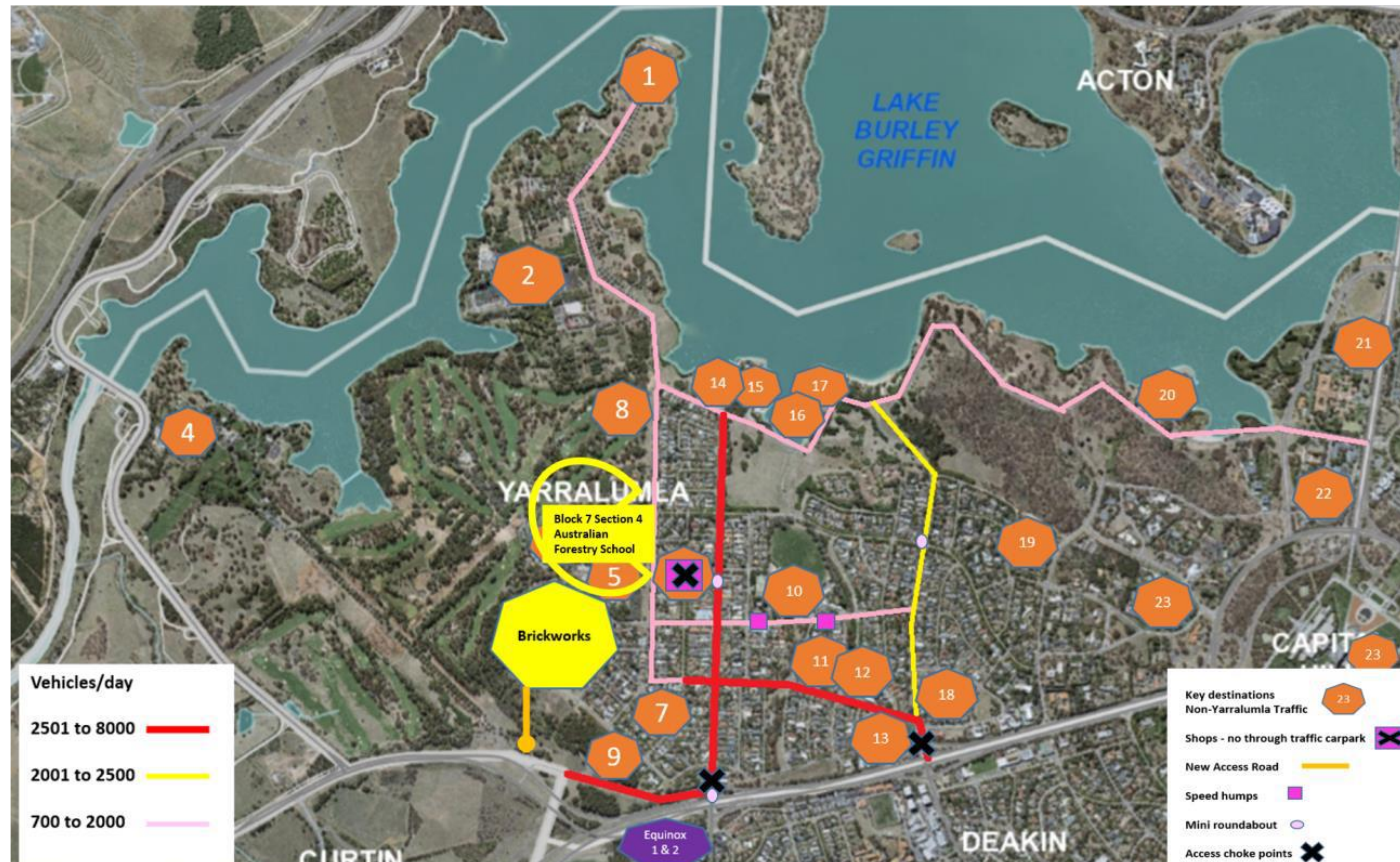 1
ACTON
LAKE
BURLEY
GRIFFIN
2
21
14
15
17
16
8
20
4
22
YARRALUMLA
Block 7 Section 4
Australian
Forestry School
19
5
10
23
Brickworks
CAPIT
23
11
12
Vehicles/day
2501 to 8000
2001 to 2500
700 to 2000
7
18
13
9
Key destinations
Non-Yarralumla Traffic
23
Shops - no through traffic carpark
New Access Road
Speed humps
Mini roundabout
Access choke points
Equinox
1 & 2
DEAKIN
CURTIN